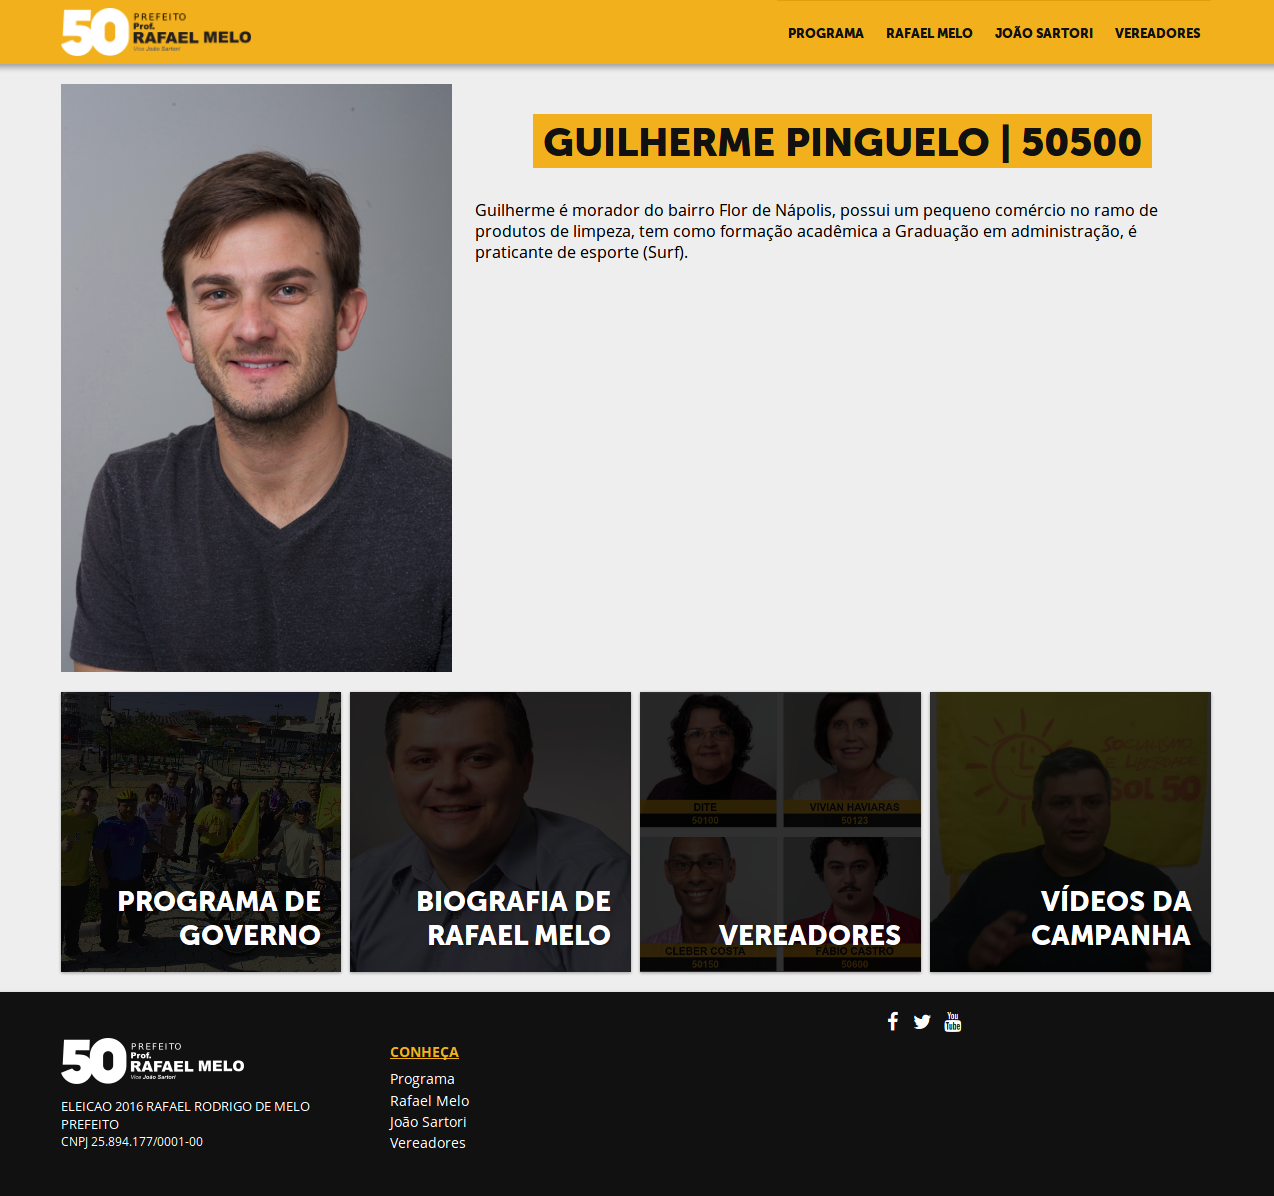 50 PREFEITO
Prof.
RAFAEL MELO
Vice João Sartori
PROGRAMA RAFAEL MELO JOÃO SARTORI VEREADORES
GUILHERME PINGUELO | 50500
Guilherme é morador do bairro Flor de Nápolis, possui um pequeno comércio no ramo de
produtos de limpeza, tem como formação acadêmica a Graduação em administração, é
praticante de esporte (Surf).
PROGRAMA DE
GOVERNO
BIOGRAFIA DE
RAFAEL MELO
DITE
50100
VIVIAN HAVIARAS
50123
VEREADORES
CLEBER COSTA
50150
FABIO CASTRO
50600
SOCIALISMO
E LIBERDADE
SOL 50
VÍDEOS DA
CAMPANHA
50 PREFEITO
Prof.
RAFAEL MELO
Vice João Sartori
ELEICAO 2016 RAFAEL RODRIGO DE MELO
PREFEITO
CNPJ 25.894.177/0001-00
CONHEÇA
Programa
Rafael Melo
João Sartori
Vereadores
You
Tube